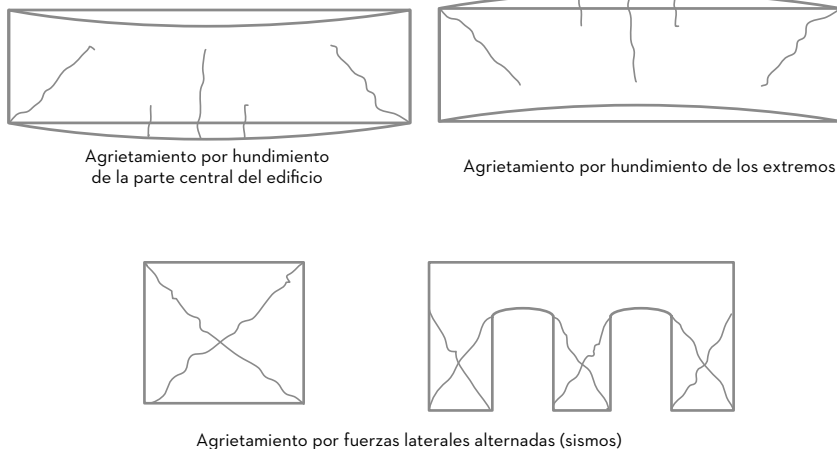 Agrietamiento por hundimiento
de la parte central del edificio
Agrietamiento por hundimiento de los extremos
Agrietamiento por fuerzas laterales alternadas (sismos)